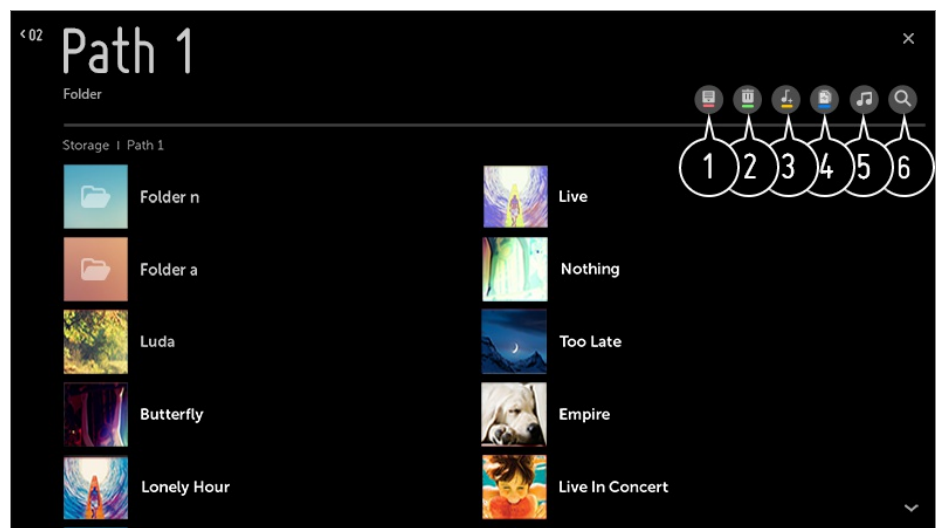 < 02
Path 1
Folder
Storage I Path 1
1 2 3 4 5 6
Folder n
Live
Folder a
Nothing
Luda
Too Late
Butterfly
Empire
Lonely Hour
Live In Concert